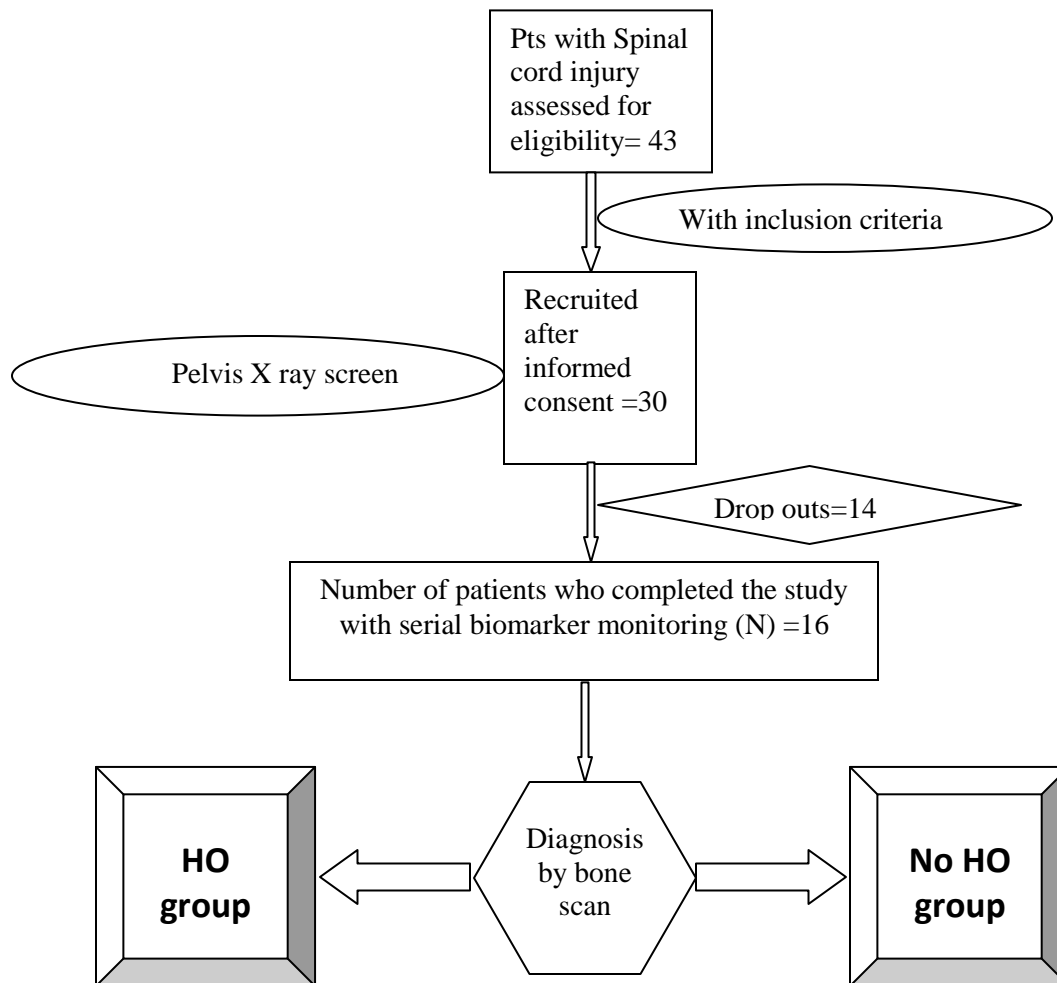 Pts with Spinal
cord injury
assessed for
eligibility= 43
With inclusion criteria
Recruited
after
informed
consent =30
Pelvis X ray screen
Drop outs=14
Number of patients who completed the study
with serial biomarker monitoring (N) =16
Diagnosis
by bone
scan
HO
group
No HO
group